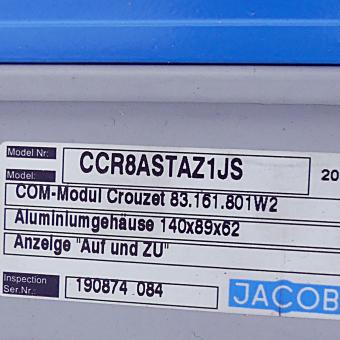 Model Nr:
Model:
CCR8ASTAZ1JS
20
COM-Modul Crouzet 83.161.801W2
Aluminiumgehäuse 140x89x62
Anzeige "Auf und ZU"
Inspection
Ser.Nr.:
190874 084
JACOB